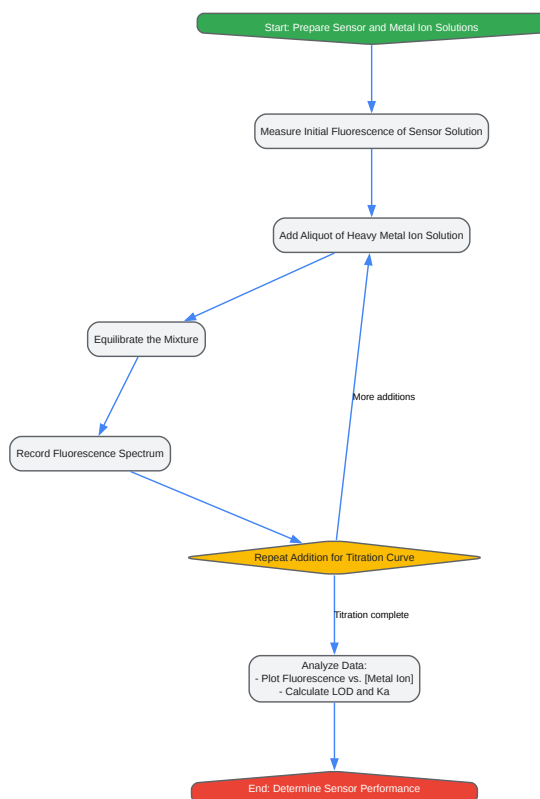 Start: Prepare Sensor and Metal Ion Solutions
Measure Initial Fluorescence of Sensor Solution
Add Aliquot of Heavy Metal Ion Solution
Equilibrate the Mixture
More additions
Record Fluorescence Spectrum
Repeat Addition for Titration Curve
Titration complete
Analyze Data:
- Plot Fluorescence vs. [Metal Ion]
- Calculate LOD and Ka
End: Determine Sensor Performance